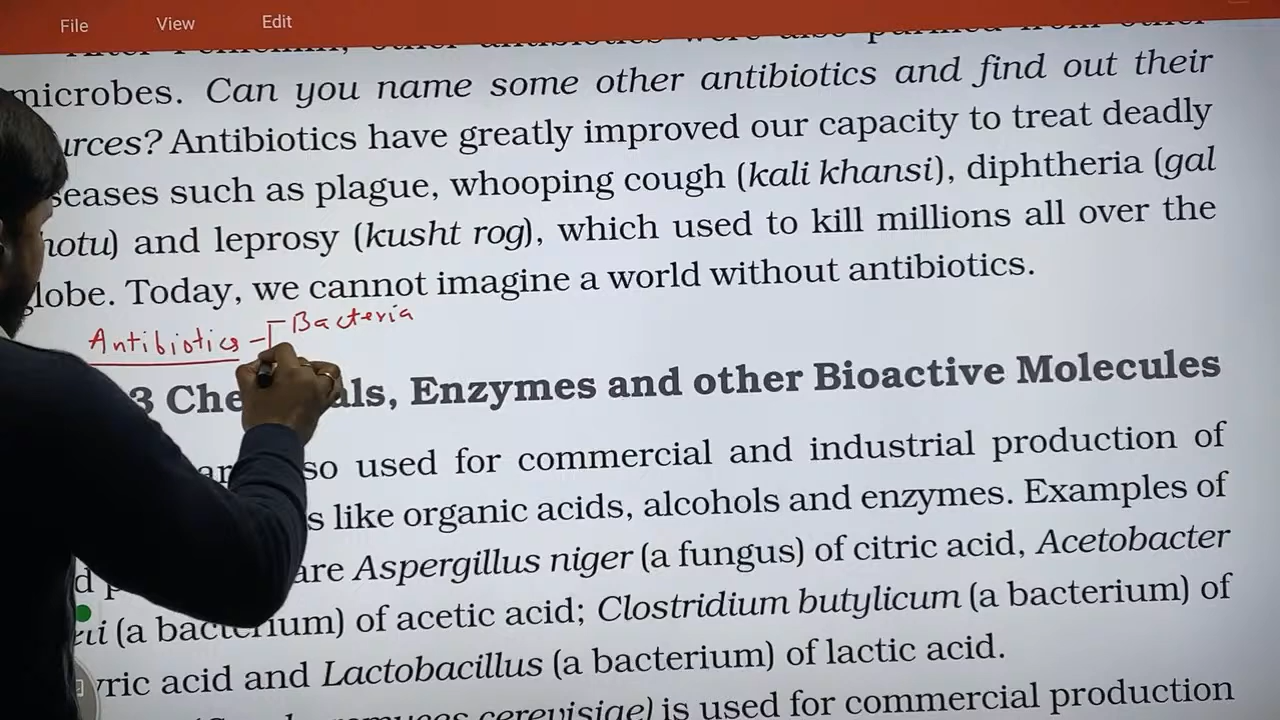 File View Edit
microbes. Can you name some other antibiotics and find out their
urces? Antibiotics have greatly improved our capacity to treat deadly
seases such as plague, whooping cough (kali khansi), diphtheria (gal
hotu) and leprosy (kusht rog), which used to kill millions all over the
lobe. Today, we cannot imagine a world without antibiotics.
Antibiotics - Bacteria
3 Che als, Enzymes and other Bioactive Molecules
ar so used for commercial and industrial production of
s like organic acids, alcohols and enzymes. Examples of
d p are Aspergillus niger (a fungus) of citric acid, Acetobacter
(a bacterium) of acetic acid; Clostridium butylicum (a bacterium) of
yric acid and Lactobacillus (a bacterium) of lactic acid.
cerevisiae) is used for commercial production